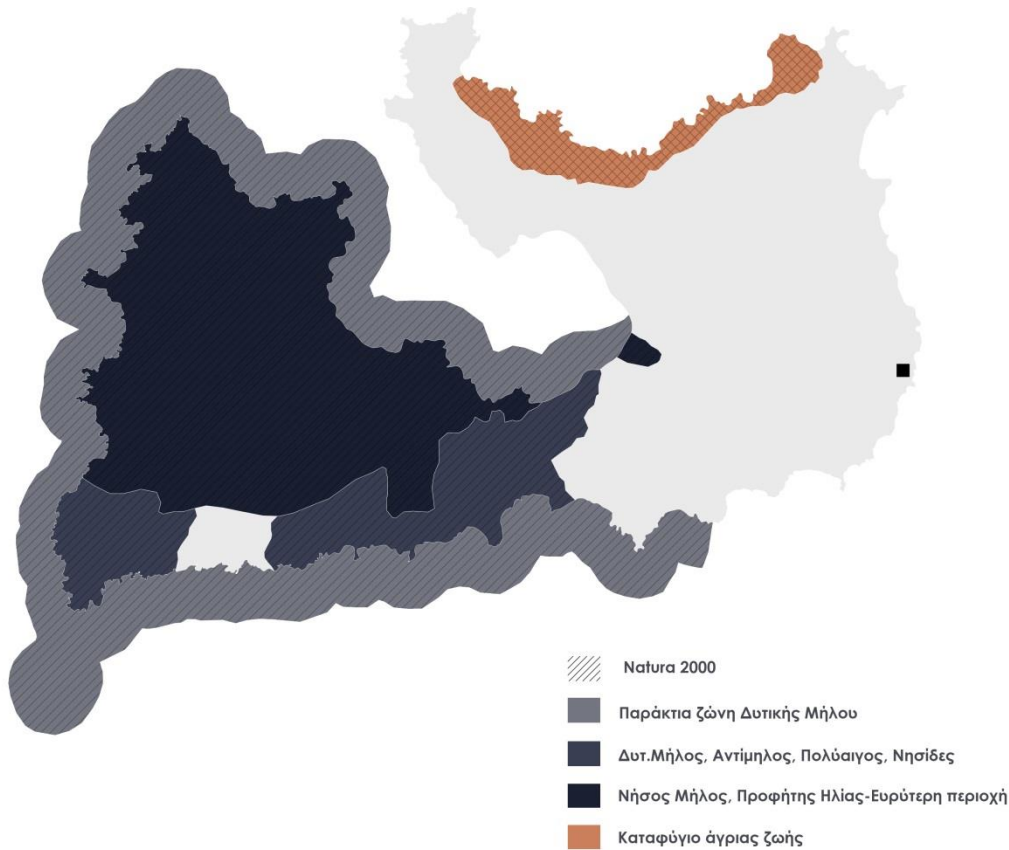 Natura 2000
Παράκτια ζώνη Δυτικής Μήλου
Δυτ.Μήλος, Αντίμηλος, Πολύαιγος, Νησίδες
Νήσος Μήλος, Προφήτης Ηλίας-Ευρύτερη περιοχή
Καταφύγιο άγριας ζωής